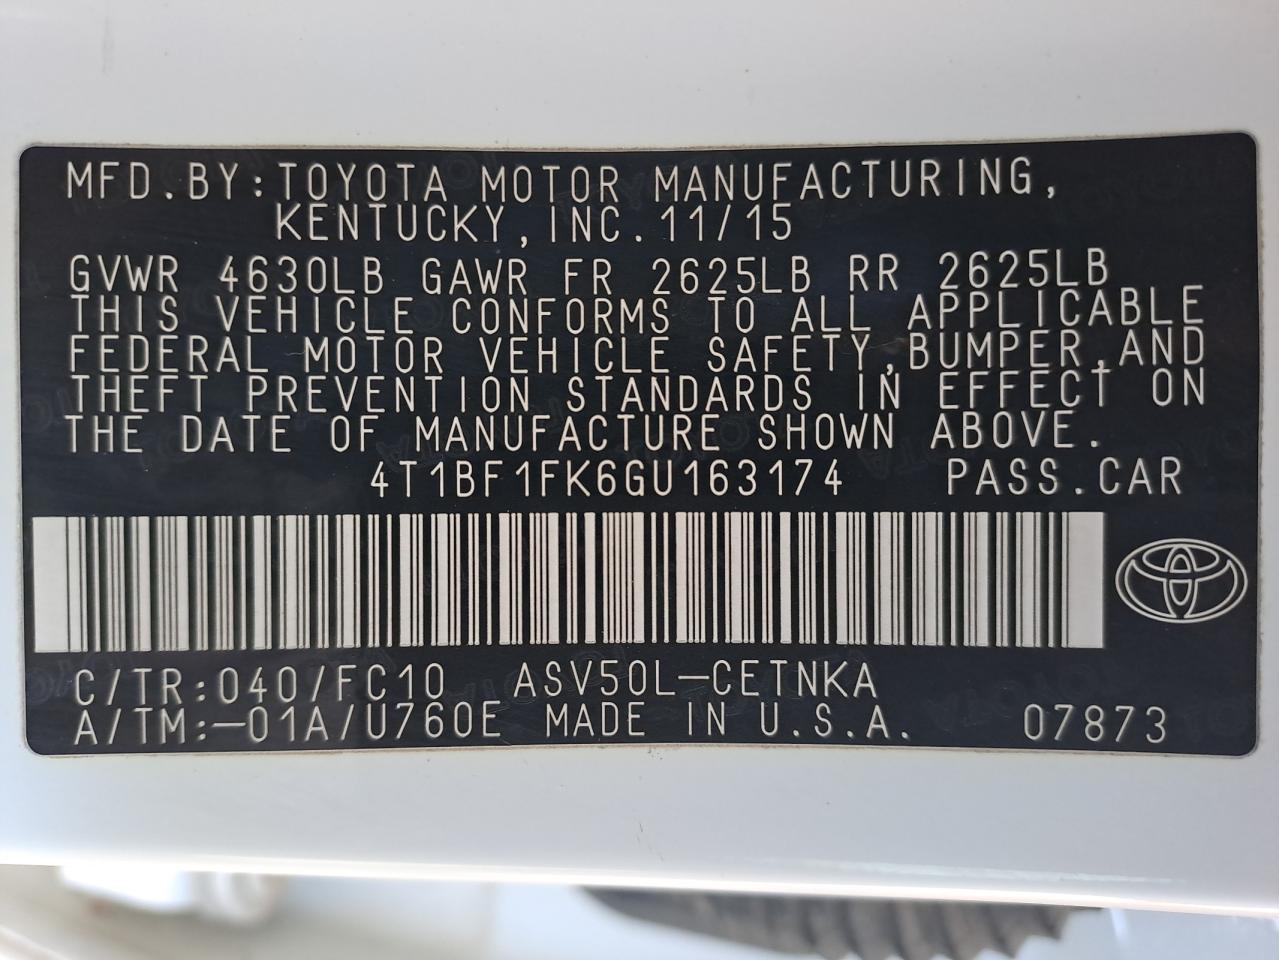 MFD.BY:TOYOTA MOTOR MANUFACTURING,
KENTUCKY,INC.11/15
GVWR 4630LB GAWR FR 2625LB RR 2625LB
THIS VEHICLE CONFORMS TO ALL APPLICABLE
FEDERAL MOTOR VEHICLE SAFETY,BUMPER,AND
THEFT PREVENTION STANDARDS IN EFFECT ON
THE DATE OF MANUFACTURE SHOWN ABOVE.
4T1BF1FK6GU163174 PASS.CAR
C/TR:040/FC10 ASV50L-CETNKA
A/TM:-01A/U760E MADE IN U.S.A. 07873